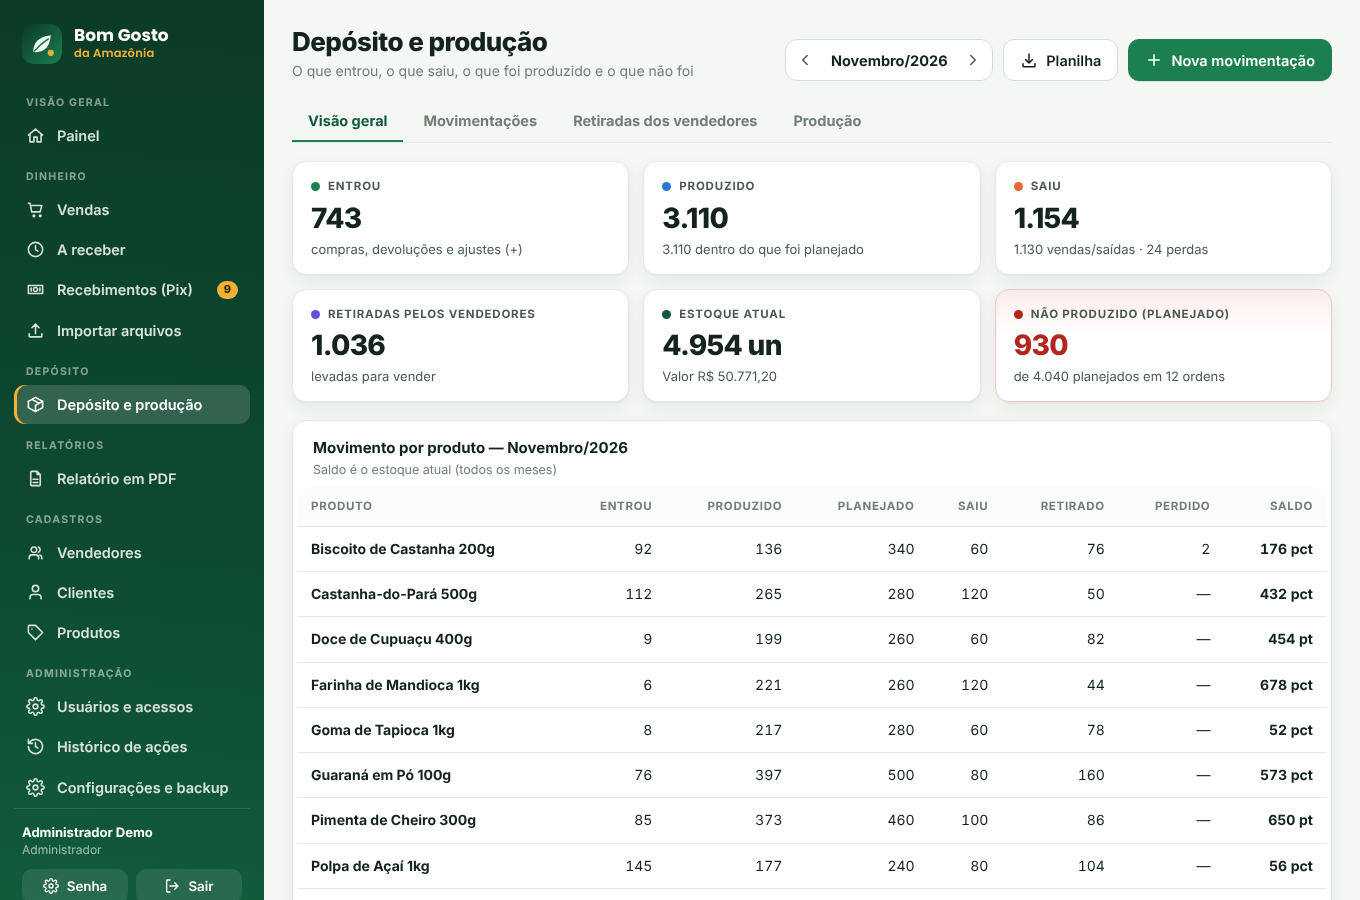 Bom Gosto
da Amazônia
VISÃO GERAL
Painel
DINHEIRO
Vendas
A receber
Recebimentos (Pix) 9
Importar arquivos
DEPÓSITO
Depósito e produção
RELATÓRIOS
Relatório em PDF
CADASTROS
Vendedores
Clientes
Produtos
ADMINISTRAÇÃO
Usuários e acessos
Histórico de ações
Configurações e backup
Administrador Demo
Administrador
Senha Sair
Depósito e produção
O que entrou, o que saiu, o que foi produzido e o que não foi
Novembro/2026 Planilha Nova movimentação
Visão geral Movimentações Retiradas dos vendedores Produção
ENTROU
743
compras, devoluções e ajustes (+)
PRODUZIDO
3.110
3.110 dentro do que foi planejado
SAIU
1.154
1.130 vendas/saídas · 24 perdas
RETIRADAS PELOS VENDEDORES
1.036
levadas para vender
ESTOQUE ATUAL
4.954 un
Valor R$ 50.771,20
NÃO PRODUZIDO (PLANEJADO)
930
de 4.040 planejados em 12 ordens
Movimento por produto — Novembro/2026
Saldo é o estoque atual (todos os meses)
PRODUTO ENTROU PRODUZIDO PLANEJADO SAIU RETIRADO PERDIDO SALDO
Biscoito de Castanha 200g 92 136 340 60 76 2 176 pct
Castanha-do-Pará 500g 112 265 280 120 50 — 432 pct
Doce de Cupuaçu 400g 9 199 260 60 82 — 454 pt
Farinha de Mandioca 1kg 6 221 260 120 44 — 678 pct
Goma de Tapioca 1kg 8 217 280 60 78 — 52 pct
Guaraná em Pó 100g 76 397 500 80 160 — 573 pct
Pimenta de Cheiro 300g 85 373 460 100 86 — 650 pt
Polpa de Açaí 1kg 145 177 240 80 104 — 56 pct